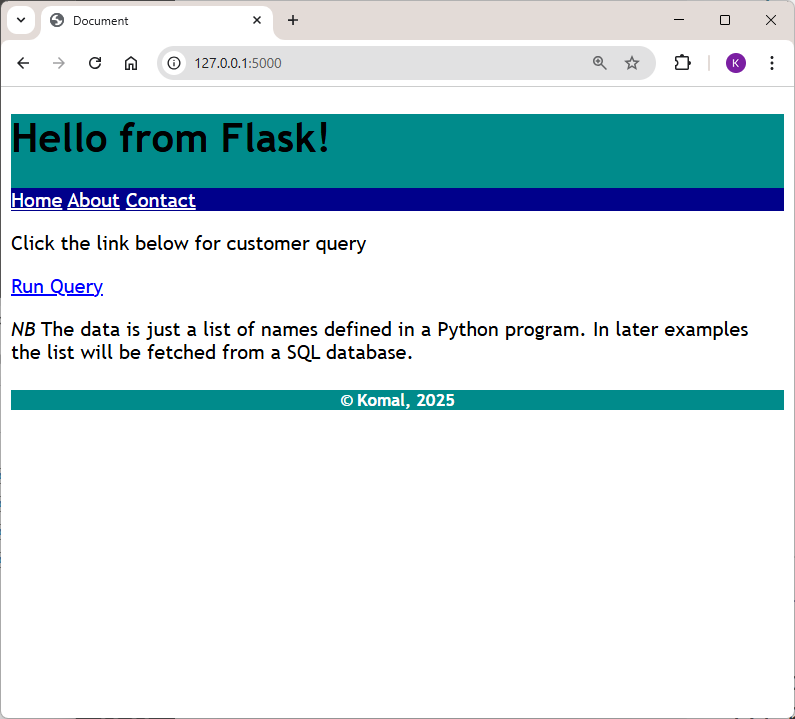 Document
127.0.0.1:5000
K
Hello from Flask!
Home About Contact
Click the link below for customer query
Run Query
NB The data is just a list of names defined in a Python program. In later examples
the list will be fetched from a SQL database.
© Komal, 2025